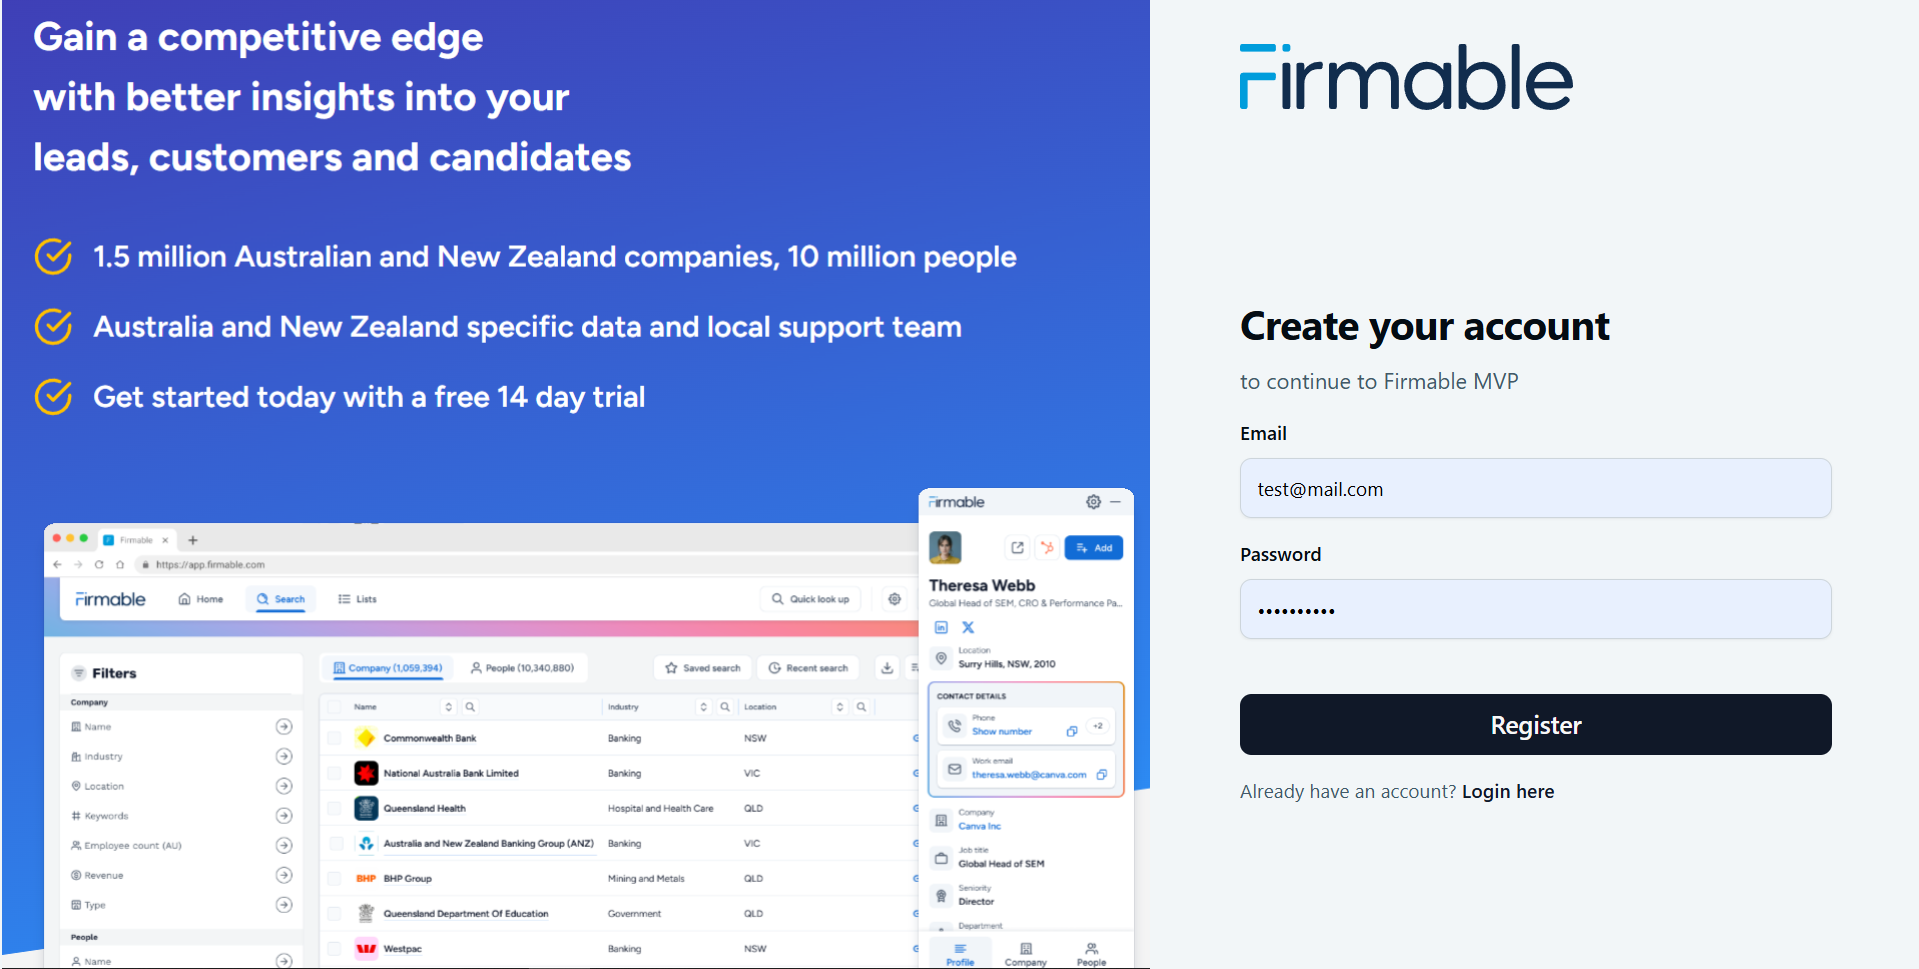 Gain a competitive edge
with better insights into your
leads, customers and candidates
1.5 million Australian and New Zealand companies, 10 million people
Australia and New Zealand specific data and local support team
Get started today with a free 14 day trial
Firmable
https://app.firmable.com
Firmable
Home
Search
Lists
Quick look up
Filters
Company
Name
Industry
Location
Keywords
Employee count (AU)
Revenue
Type
People
Name
Company (1,059,394)
People (10,340,880)
Saved search
Recent search
Name Industry Location
Commonwealth Bank Banking NSW
National Australia Bank Limited Banking VIC
Queensland Health Hospital and Health Care QLD
Australia and New Zealand Banking Group (ANZ) Banking VIC
BHP BHP Group Mining and Metals QLD
Queensland Department Of Education Government QLD
Westpac Banking NSW
Firmable
Add
Theresa Webb
Global Head of SEM, CRO & Performance Pa...
in X
Location
Surry Hills, NSW, 2010
CONTACT DETAILS
Phone
Show number
+2
Work email
theresa.webb@canva.com
Company
Canva Inc
Job title
Global Head of SEM
Seniority
Director
Department
Profile
Company
People
Firmable
Create your account
to continue to Firmable MVP
Email
test@mail.com
Password
••••••••••
Register
Already have an account? Login here